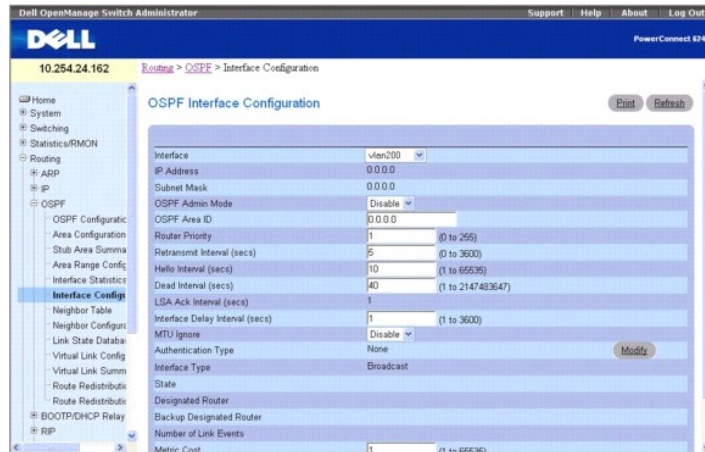 Dell OpenManage Switch Administrator
Support Help About Log Out
DELL
PowerConnect 624
10.254.24.162
Routing > OSPF > Interface Configuration
Home
System
Switching
Statistics/RMON
Routing
ARP
IP
OSPF
OSPF Configuratic
Area Configuration
Stub Area Summa
Area Range Config
Interface Statistics
Interface Configu
Neighbor Table
Neighbor Configura
Link State Databa
Virtual Link Config
Virtual Link Summ
Route Redistributic
Route Redistributic
BOOTP/DHCP Relay
RIP
OSPF Interface Configuration
Print Refresh
Interface vlan200
IP Address 0.0.0.0
Subnet Mask 0.0.0.0
OSPF Admin Mode Disable
OSPF Area ID 0.0.0.0
Router Priority 1 (0 to 255)
Retransmit Interval (secs) 5 (0 to 3600)
Hello Interval (secs) 10 (1 to 65535)
Dead Interval (secs) 40 (1 to 2147483647)
LSA Ack Interval (secs) 1
Interface Delay Interval (secs) 1 (1 to 3600)
MTU Ignore Disable
Authentication Type None Modify
Interface Type Broadcast
State
Designated Router
Backup Designated Router
Number of Link Events
Metric Cost 1 (1 to 65535)